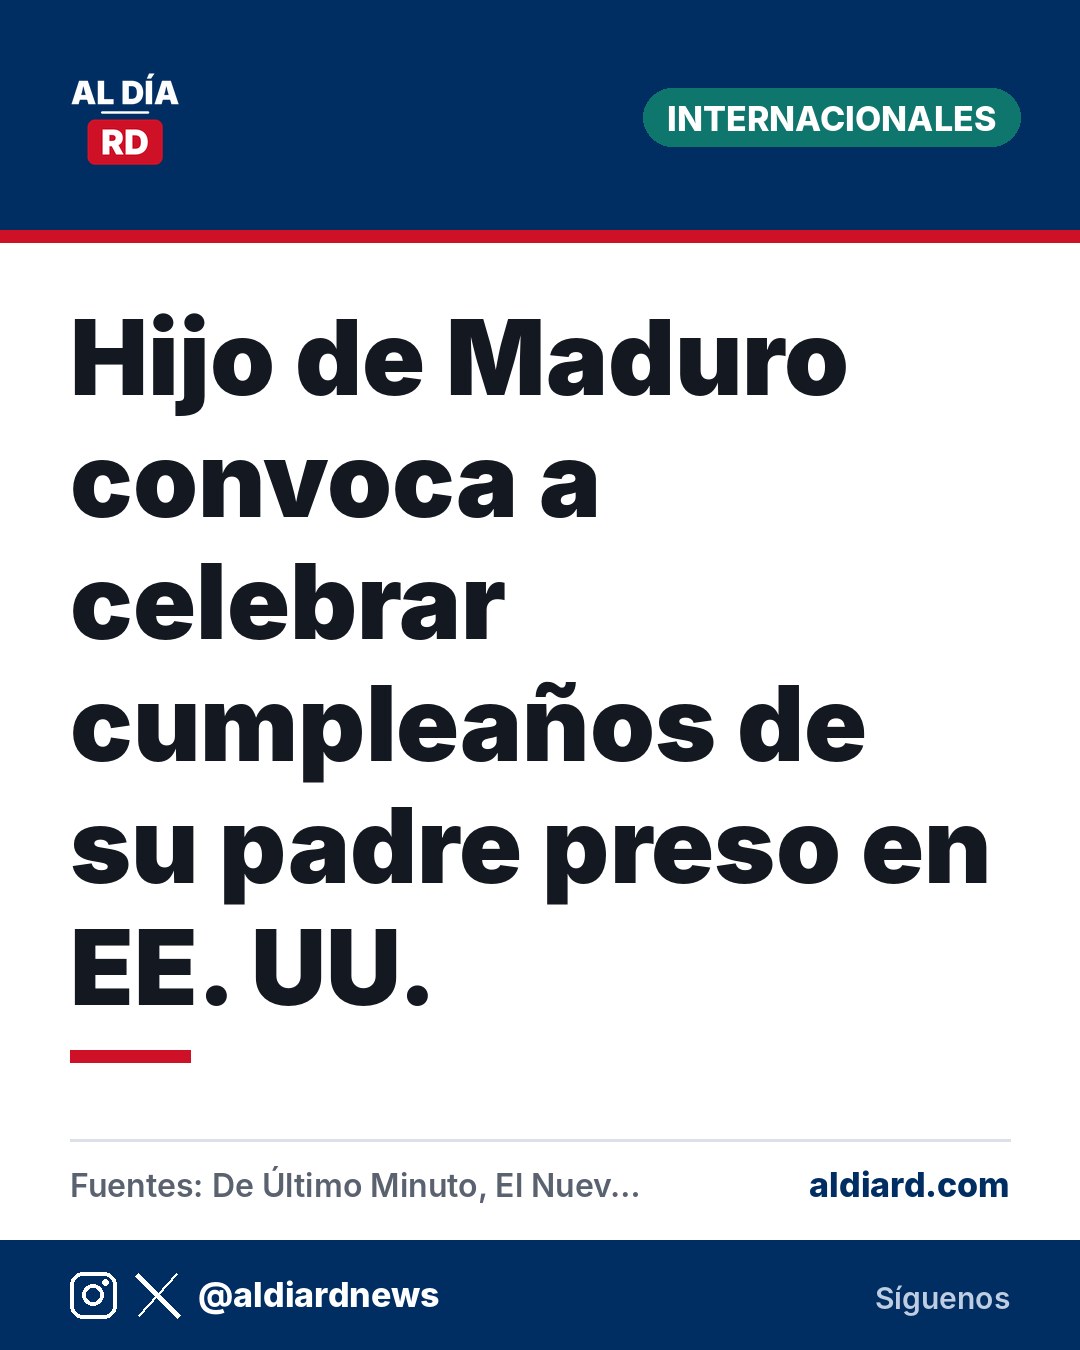 AL DÍA
RD
INTERNACIONALES
Hijo de Maduro
convoca a
celebrar
cumpleaños de
su padre preso en
EE. UU.
Fuentes: De Último Minuto, El Nuev...
aldiard.com
@aldiardnews
Síguenos